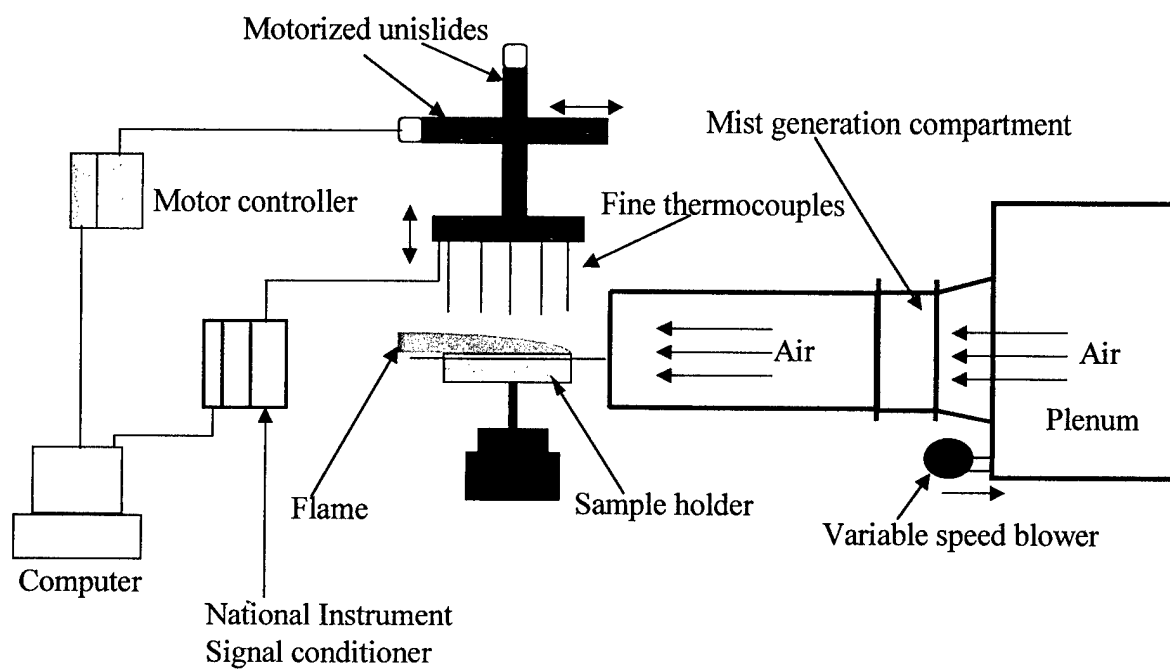 Motorized unislides
Mist generation compartment
Motor controller
Fine thermocouples
Air
Air
Plenum
Flame
Sample holder
Variable speed blower
Computer
National Instrument
Signal conditioner